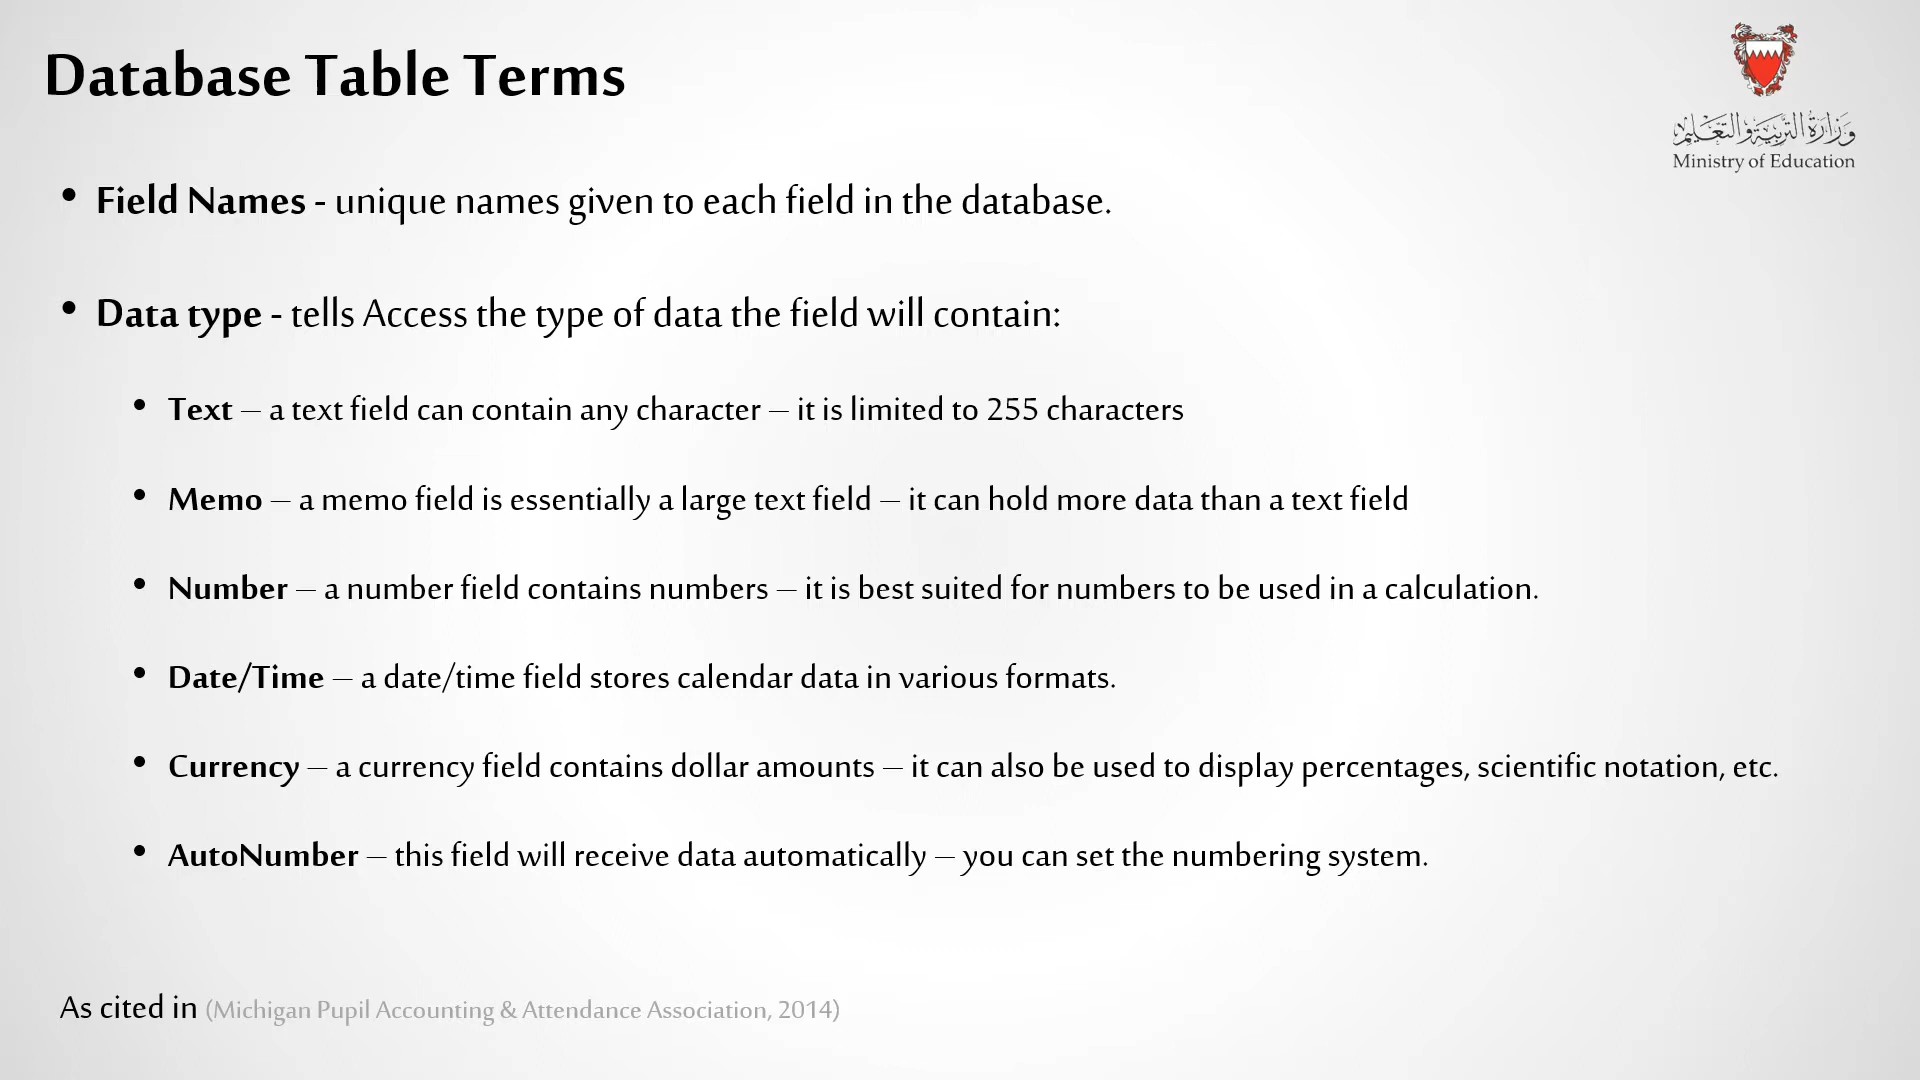 Database Table Terms
وزارة التربية والتعليم
Ministry of Education
• Field Names - unique names given to each field in the database.
• Data type - tells Access the type of data the field will contain:
• Text – a text field can contain any character – it is limited to 255 characters
• Memo – a memo field is essentially a large text field – it can hold more data than a text field
• Number – a number field contains numbers – it is best suited for numbers to be used in a calculation.
• Date/Time – a date/time field stores calendar data in various formats.
• Currency – a currency field contains dollar amounts – it can also be used to display percentages, scientific notation, etc.
• AutoNumber – this field will receive data automatically – you can set the numbering system.
As cited in (Michigan Pupil Accounting & Attendance Association, 2014)